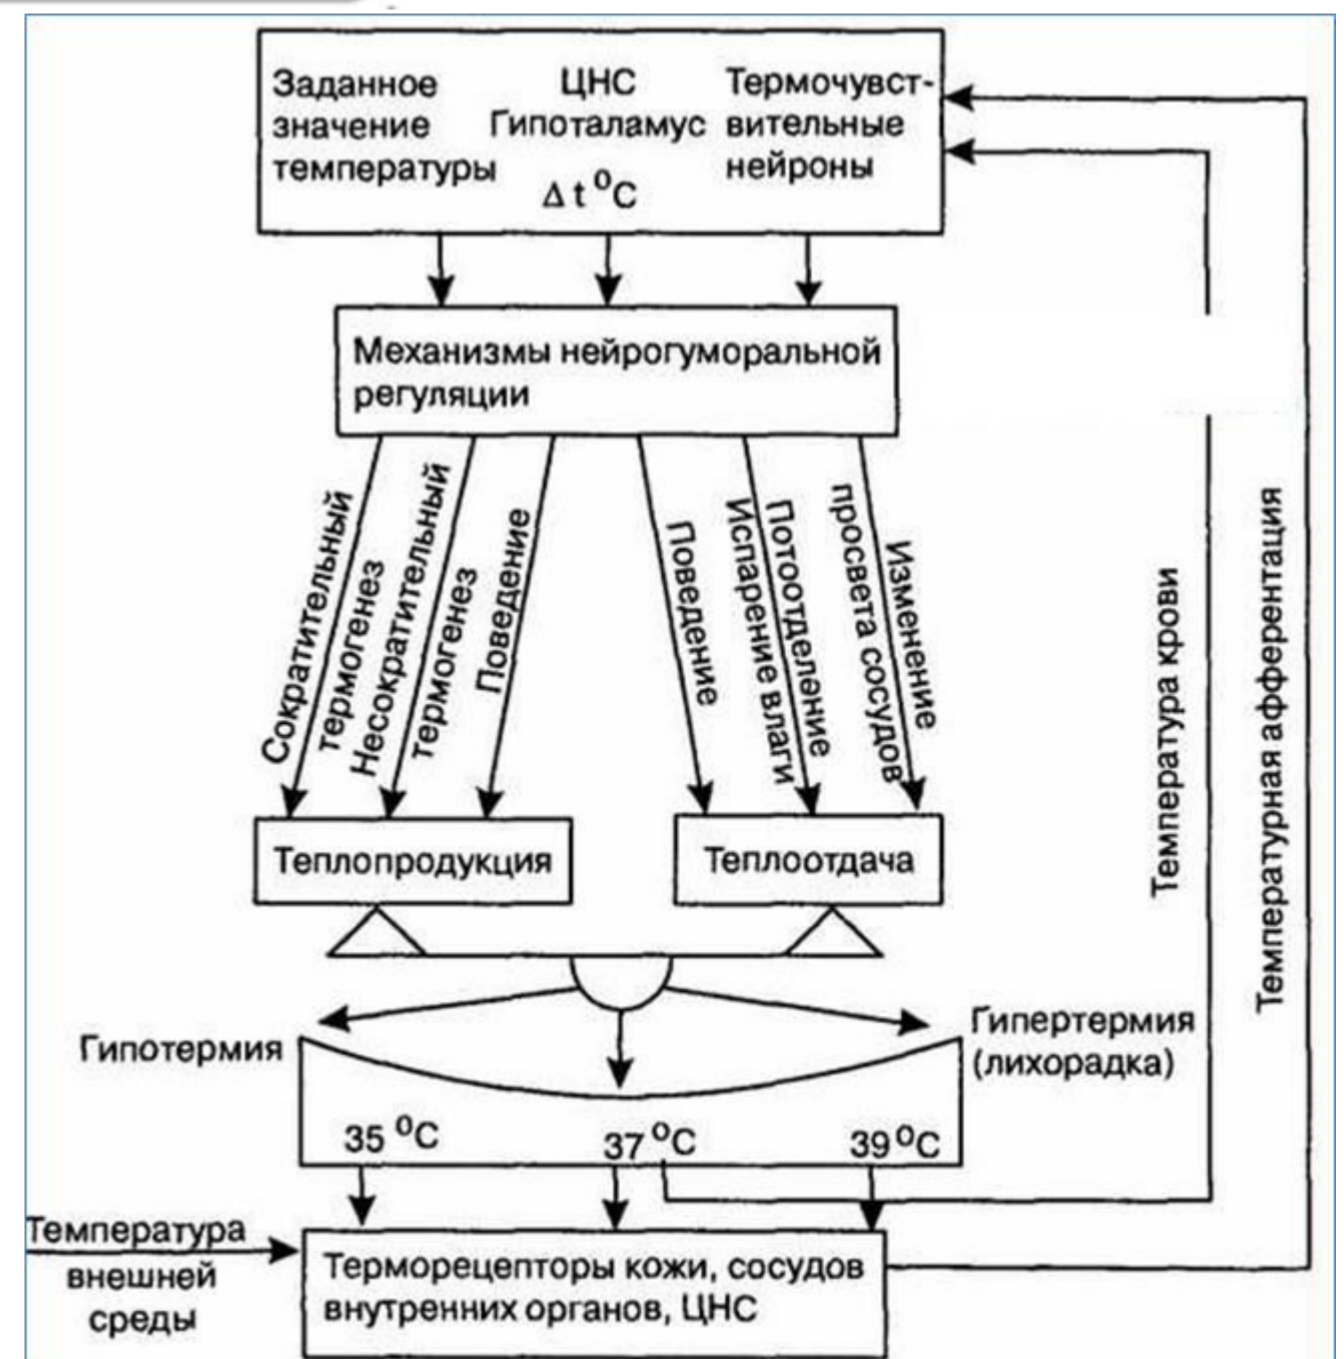 Заданное
значение
температуры
ЦНС
Гипоталамус
Δ t °C
Термочувст-
вительные
нейроны
Механизмы нейрогуморальной
регуляции
Сократительный
термогенез
Несократительный
термогенез
Поведение
Поведение
Испарение влаги
Потоотделение
просвета сосудов
Изменение
Температура крови
Температурная афферентация
Теплопродукция
Теплоотдача
Гипотермия
Гипертермия
(лихорадка)
35 °C
37 °C
39 °C
Температура
внешней
среды
Терморецепторы кожи, сосудов
внутренних органов, ЦНС